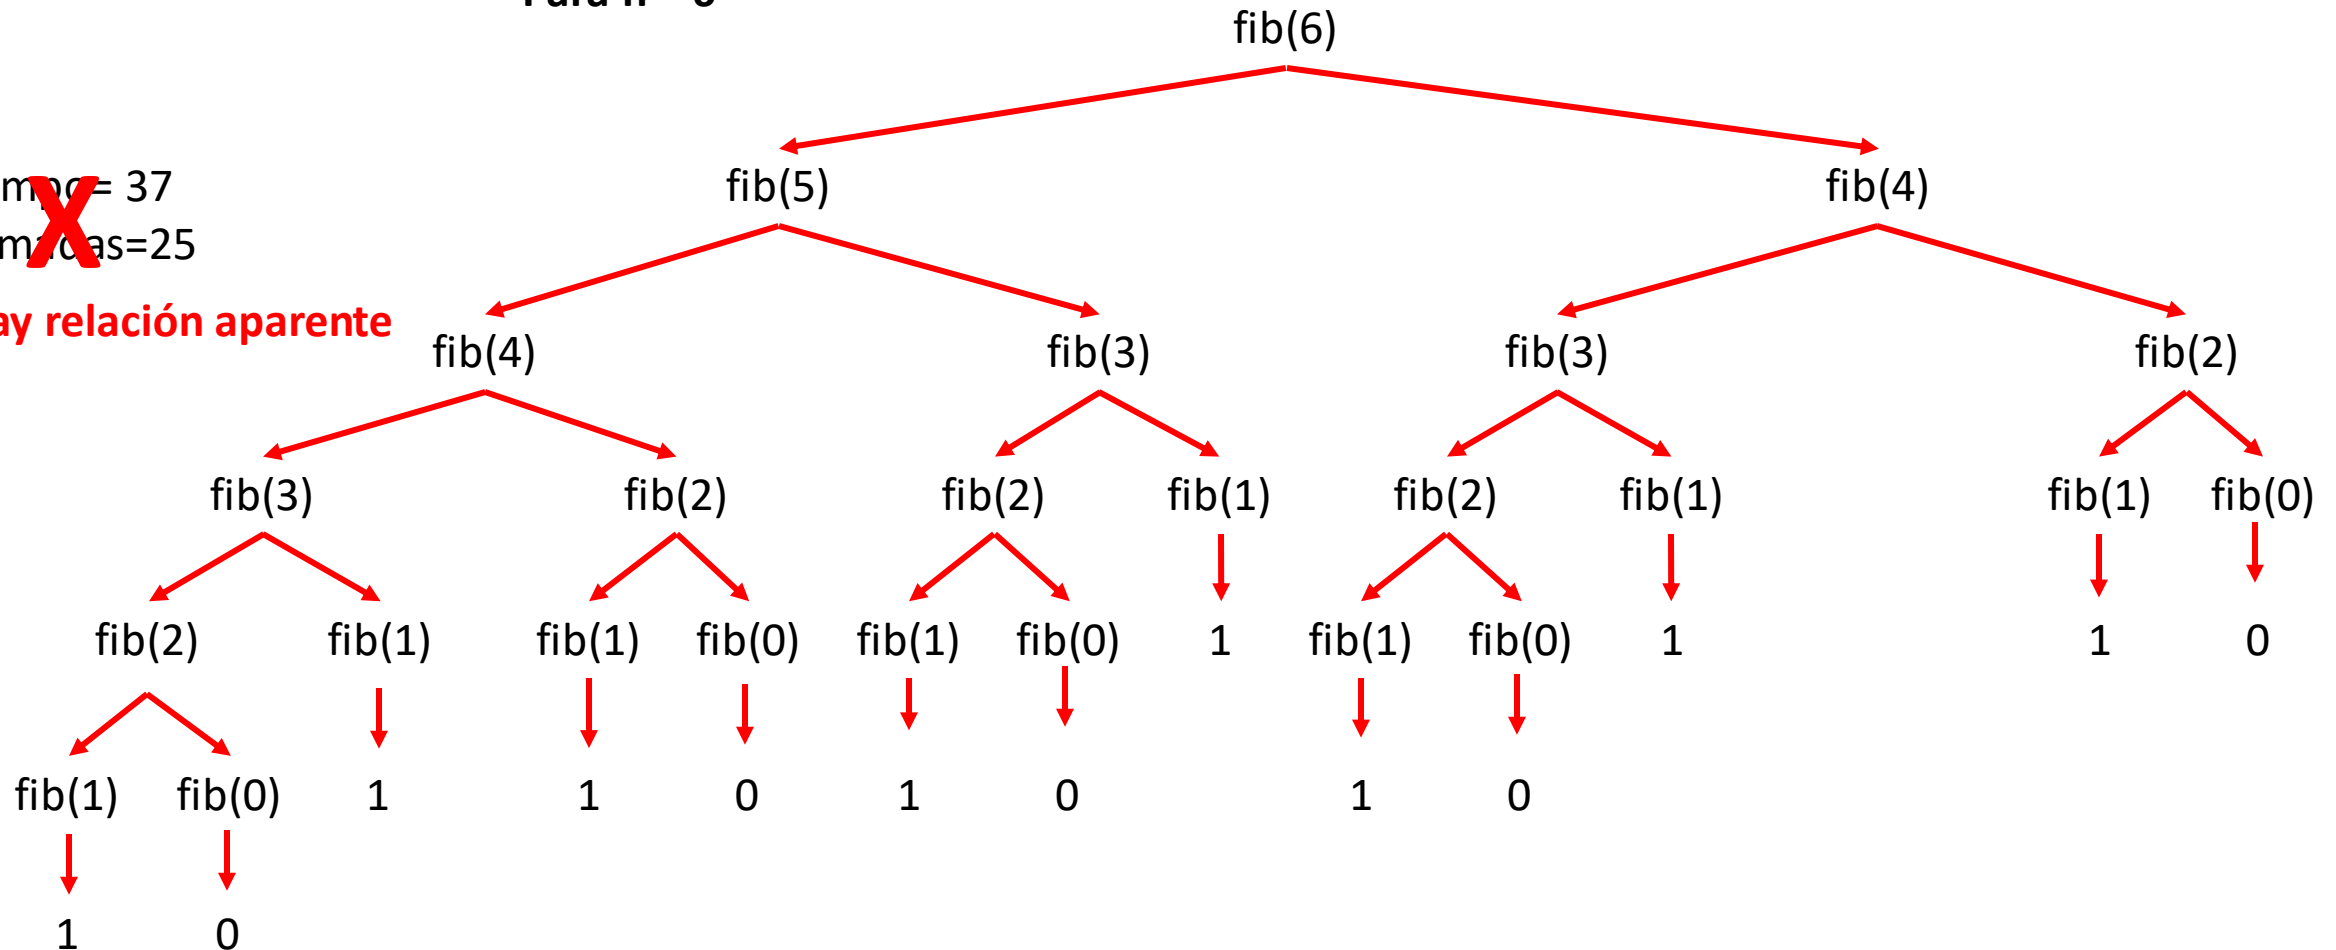 Para n = 6
fib(6)
= 37
fib(5) fib(4)
=25
relación aparente
fib(4) fib(3) fib(3) fib(2)
fib(3) fib(2) fib(2) fib(1) fib(2) fib(1) fib(1) fib(0)
fib(2) fib(1) fib(1) fib(0) fib(1) fib(0) 1 fib(1) fib(0) 1 1 0
fib(1) fib(0) 1 1 0 1 0 1 0
1 0